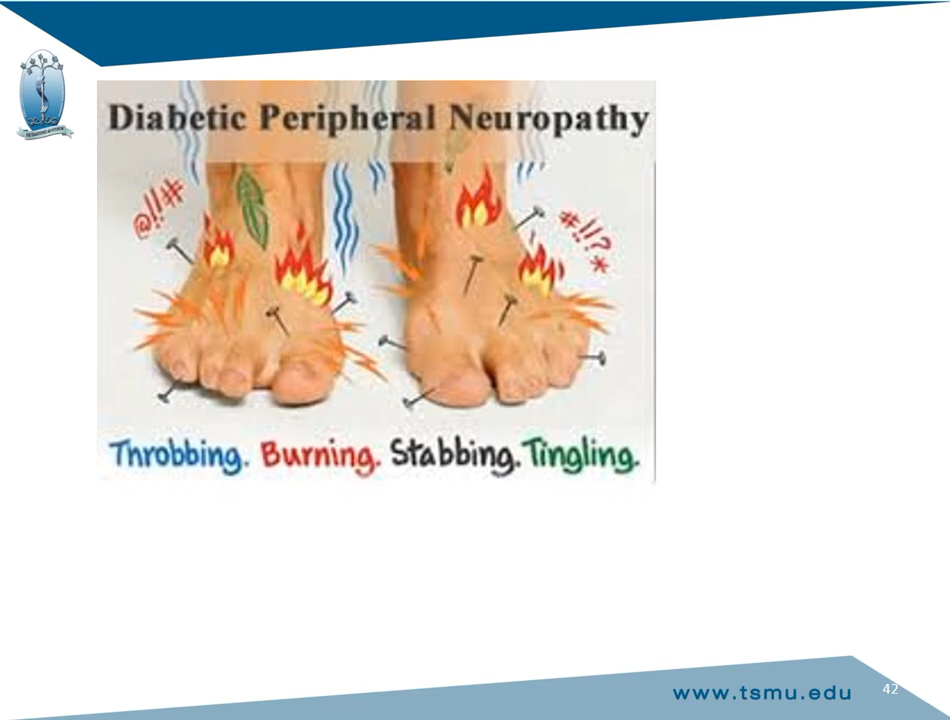 Diabetic Peripheral Neuropathy
@!!#
#!!?*
Throbbing. Burning. Stabbing. Tingling.
www.tsmu.edu
42